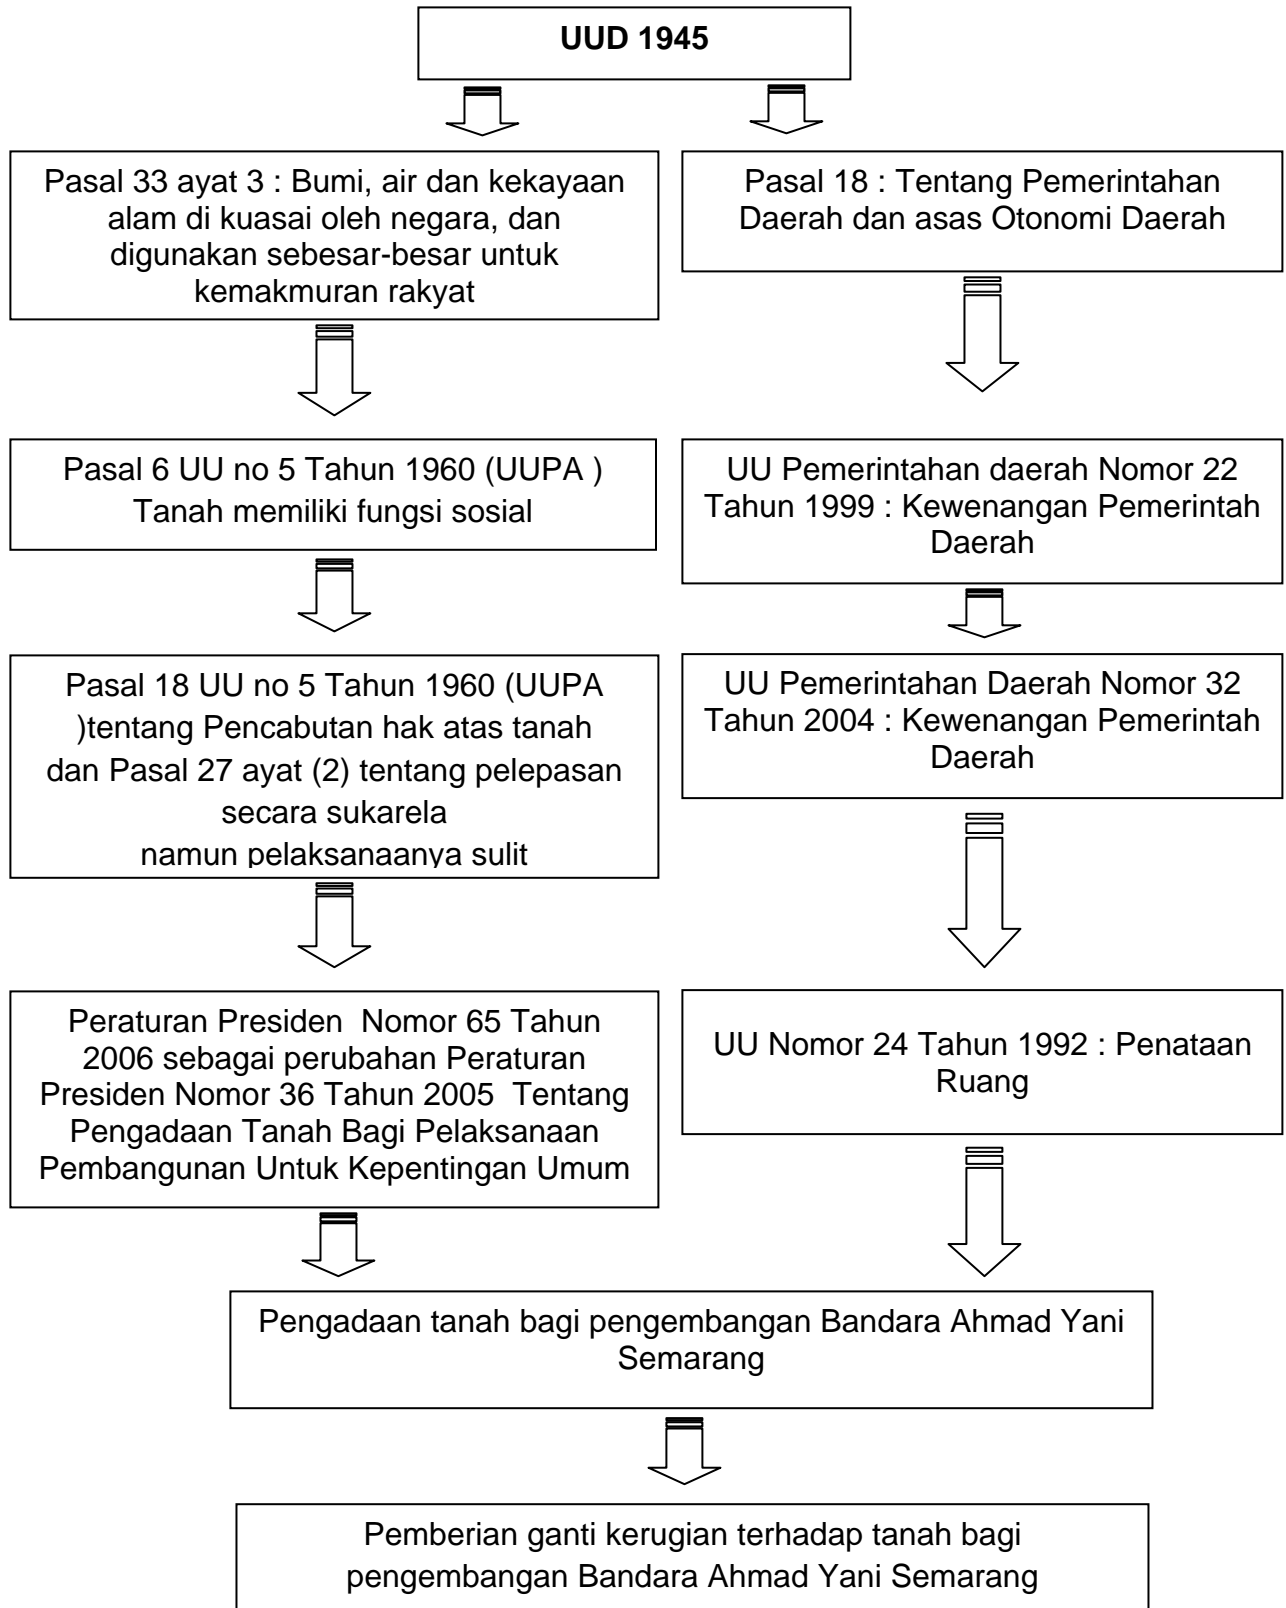 UUD 1945
Pasal 33 ayat 3 : Bumi, air dan kekayaan
alam di kuasai oleh negara, dan
digunakan sebesar-besar untuk
kemakmuran rakyat
Pasal 18 : Tentang Pemerintahan
Daerah dan asas Otonomi Daerah
Pasal 6 UU no 5 Tahun 1960 (UUPA )
Tanah memiliki fungsi sosial
UU Pemerintahan daerah Nomor 22
Tahun 1999 : Kewenangan Pemerintah
Daerah
Pasal 18 UU no 5 Tahun 1960 (UUPA
)tentang Pencabutan hak atas tanah
dan Pasal 27 ayat (2) tentang pelepasan
secara sukarela
namun pelaksanaanya sulit
UU Pemerintahan Daerah Nomor 32
Tahun 2004 : Kewenangan Pemerintah
Daerah
Peraturan Presiden  Nomor 65 Tahun
2006 sebagai perubahan Peraturan
Presiden Nomor 36 Tahun 2005  Tentang
Pengadaan Tanah Bagi Pelaksanaan
Pembangunan Untuk Kepentingan Umum
UU Nomor 24 Tahun 1992 : Penataan
Ruang
Pengadaan tanah bagi pengembangan Bandara Ahmad Yani
Semarang
Pemberian ganti kerugian terhadap tanah bagi
pengembangan Bandara Ahmad Yani Semarang